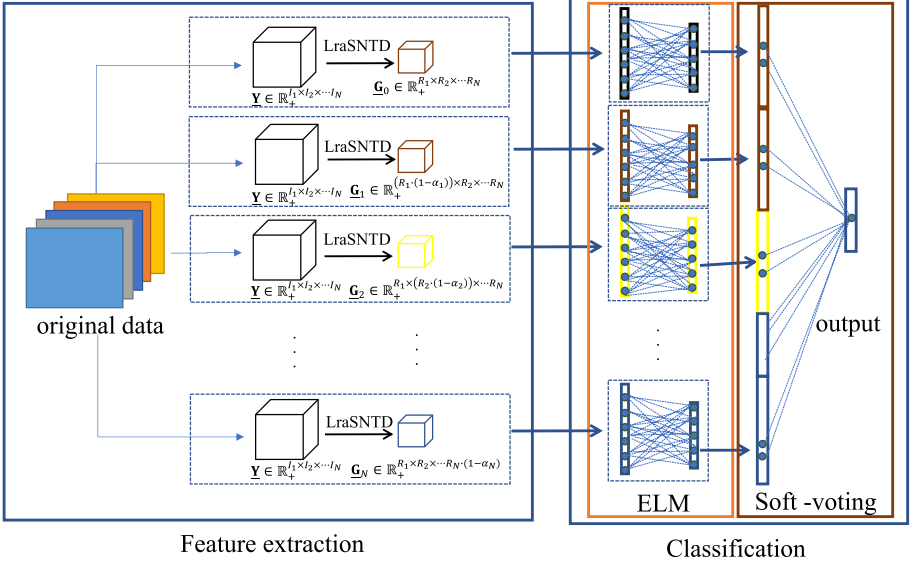 LraSNTD
Y ∈ ℝ₊^{I₁×I₂×⋯I_N}
G₀ ∈ ℝ₊^{R₁×R₂×⋯R_N}
LraSNTD
Y ∈ ℝ₊^{I₁×I₂×⋯I_N}
G₁ ∈ ℝ₊^{(R₁·(1−α₁))×R₂×⋯R_N}
LraSNTD
Y ∈ ℝ₊^{I₁×I₂×⋯I_N}
G₂ ∈ ℝ₊^{R₁×(R₂·(1−α₂))×⋯R_N}
original data
output
LraSNTD
Y ∈ ℝ₊^{I₁×I₂×⋯I_N}
G_N ∈ ℝ₊^{R₁×R₂×⋯R_N·(1−α_N)}
ELM
Soft -voting
Feature extraction
Classification